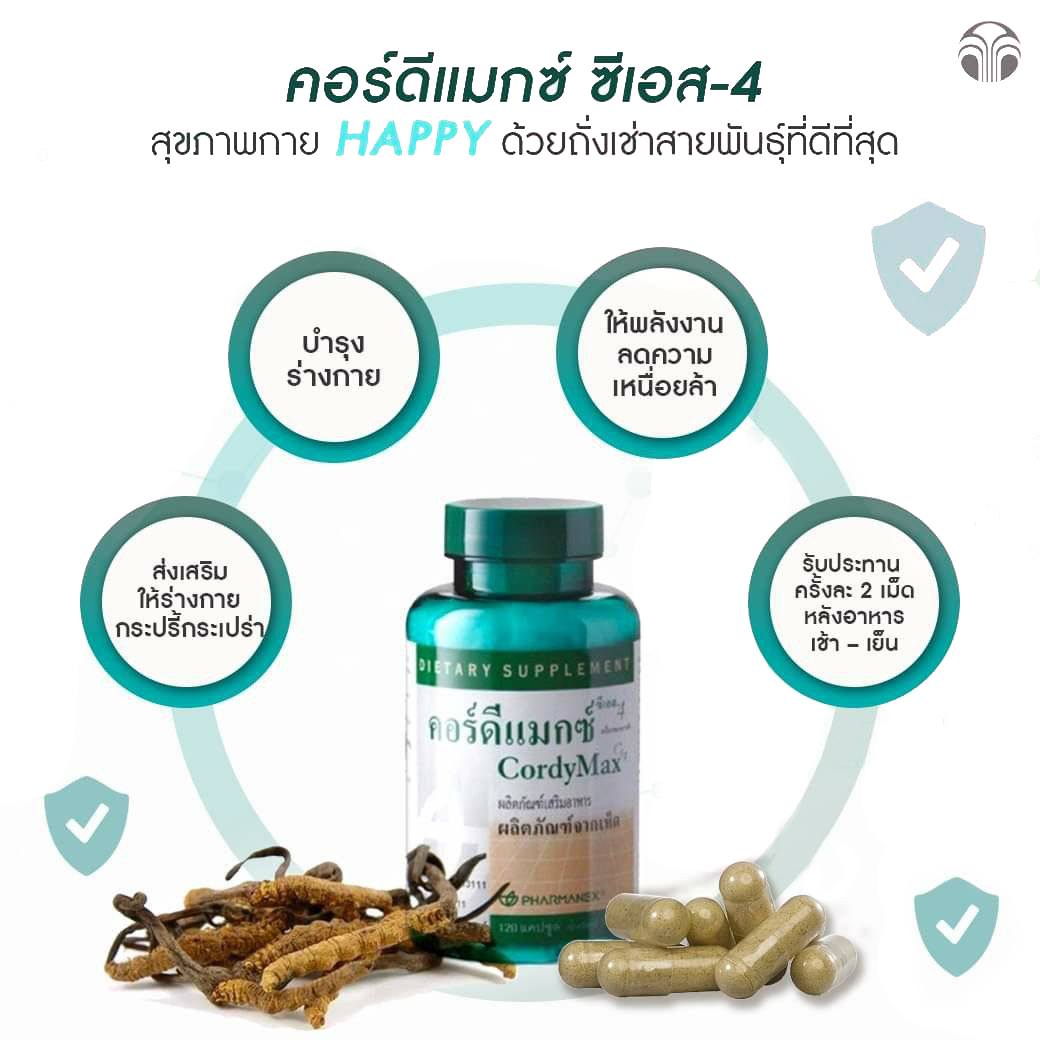 คอร์ดีแมกซ์ ซีเอส-4
สุขภาพกาย HAPPY ด้วยถั่งเช่าสายพันธุ์ที่ดีที่สุด
บำรุง
ร่างกาย
ให้พลังงาน
ลดความ
เหนื่อยล้า
ส่งเสริม
ให้ร่างกาย
กระปรี้กระเปร่า
รับประทาน
ครั้งละ 2 เม็ด
หลังอาหาร
เช้า – เย็น
DIETARY SUPPLEMENT
คอร์ดีแมกซ์ ซีเอส-4
CordyMax
ผลิตภัณฑ์เสริมอาหาร
ผลิตภัณฑ์จากเห็ด
PHARMANEX®
120 แคปซูล